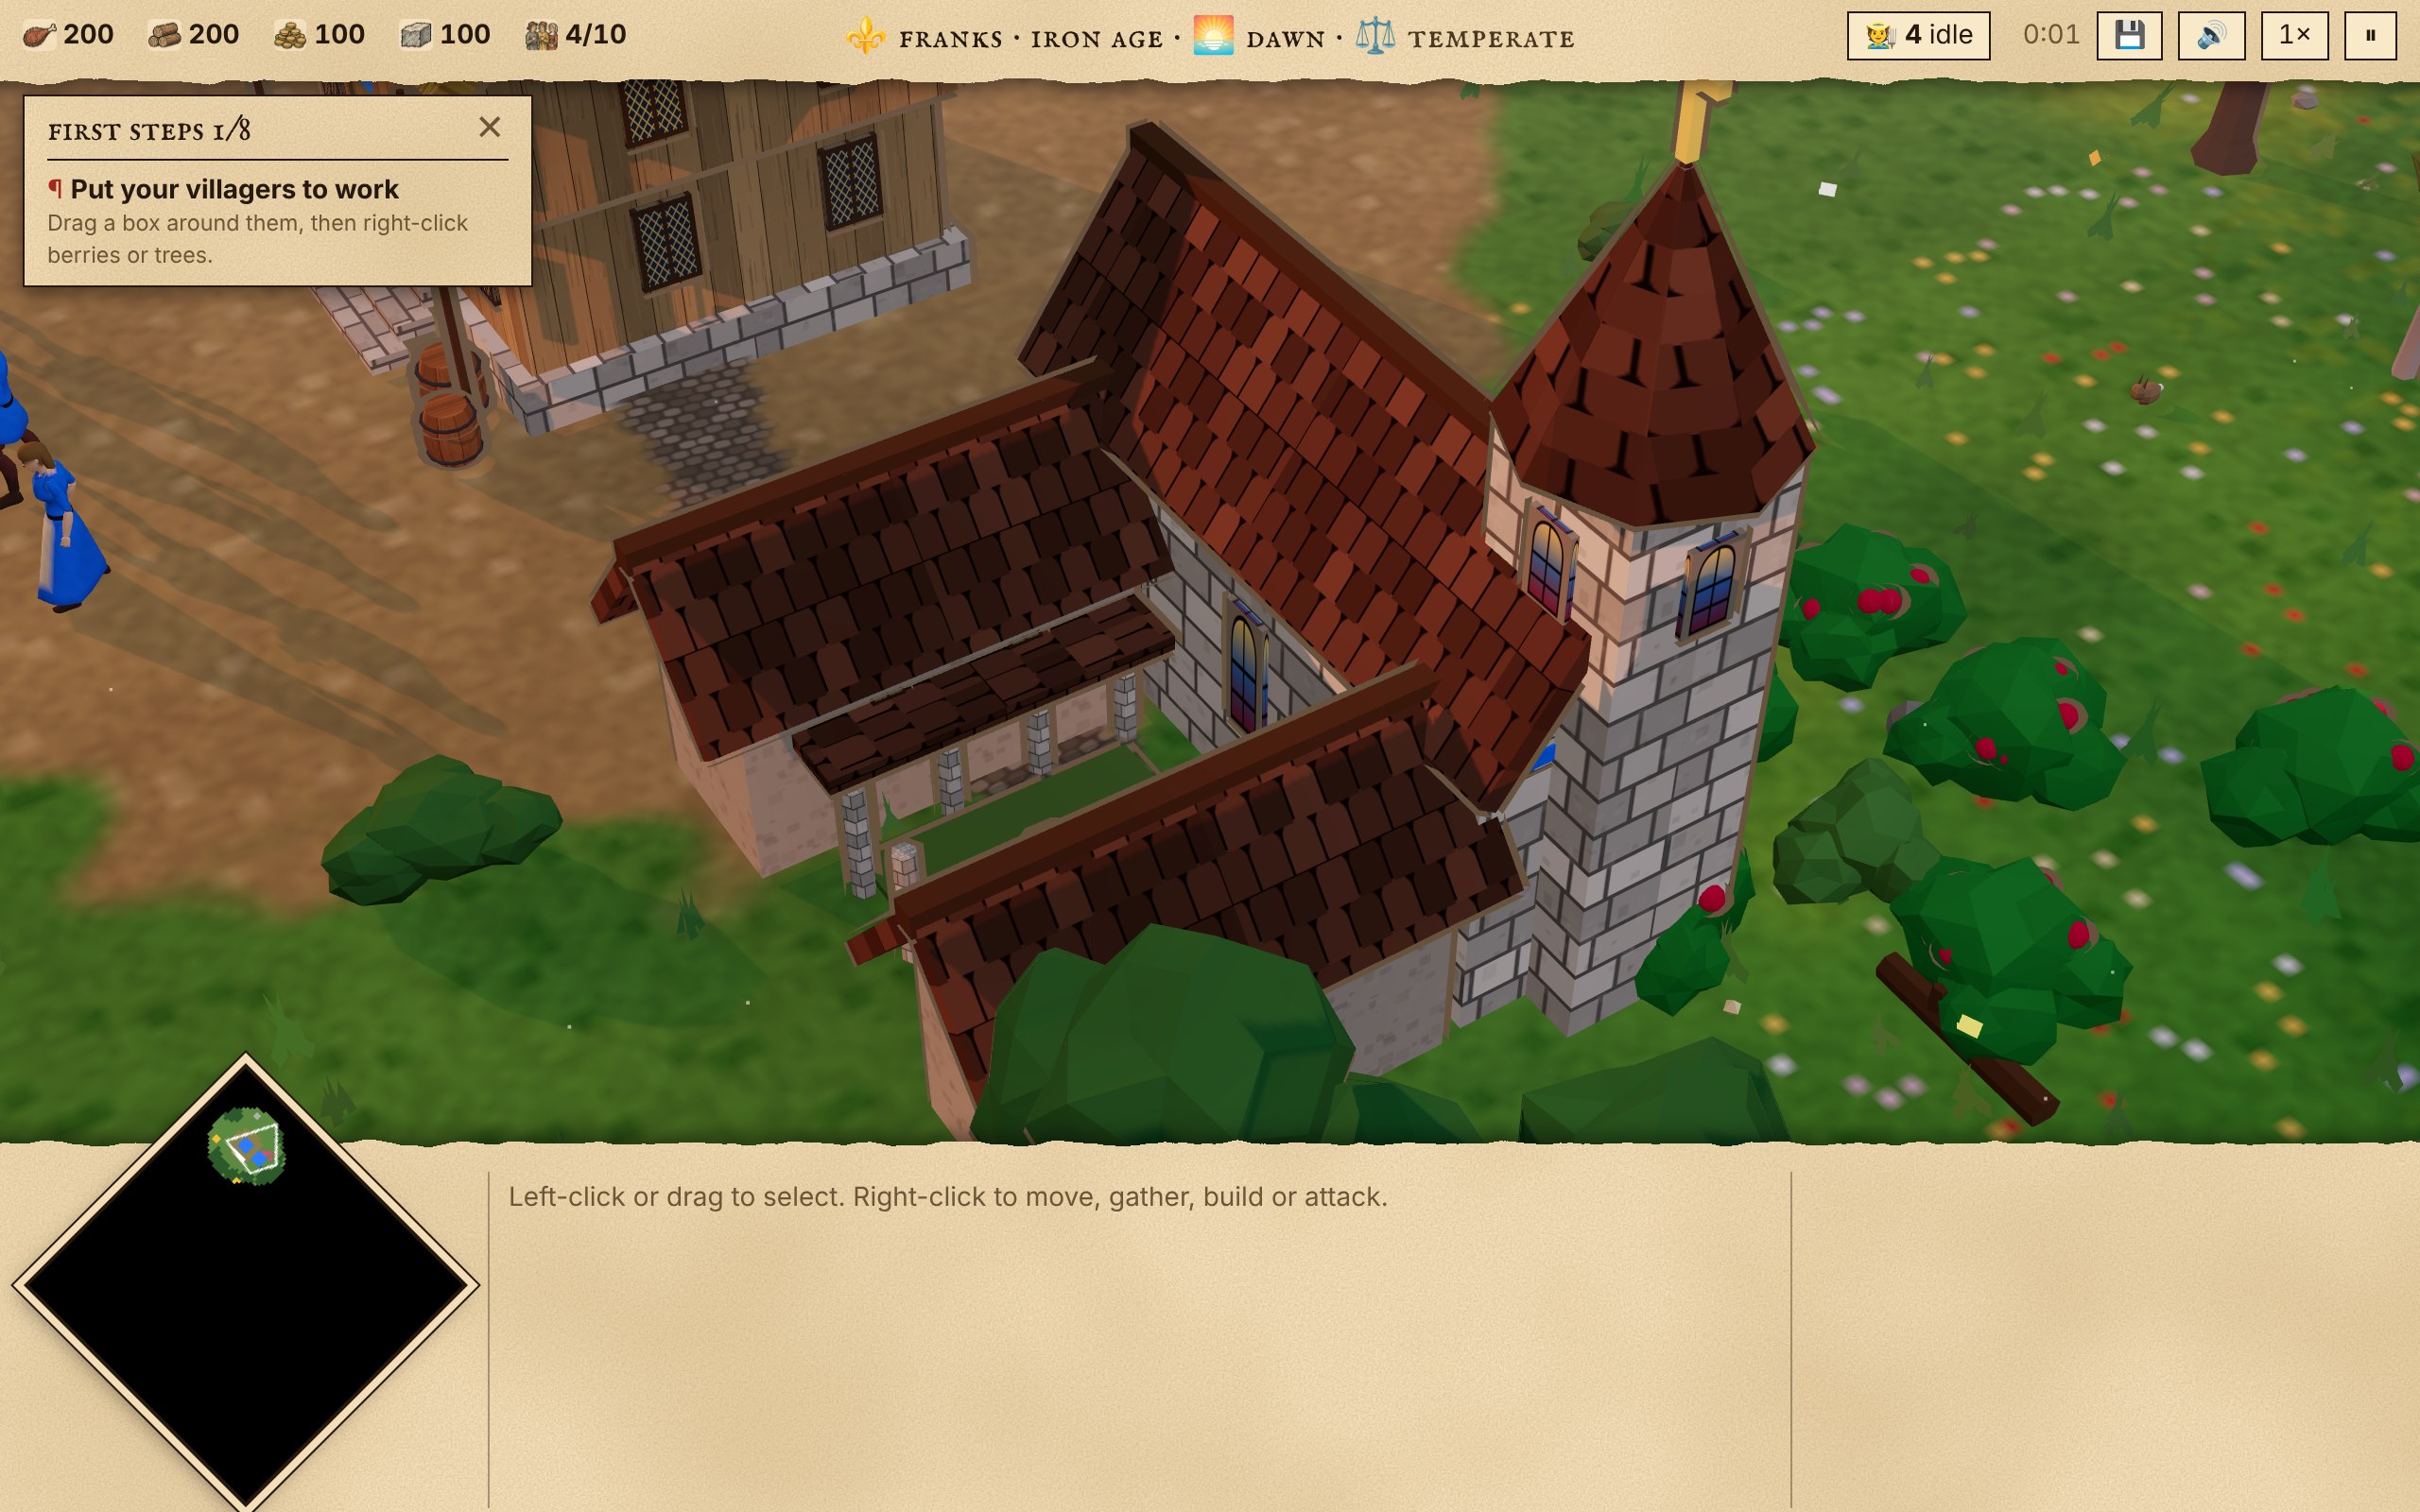 200 200 100 100 4/10
FRANKS · IRON AGE · DAWN · TEMPERATE
4 idle 0:01 1×
FIRST STEPS 1/8
¶ Put your villagers to work
Drag a box around them, then right-click
berries or trees.
Left-click or drag to select. Right-click to move, gather, build or attack.